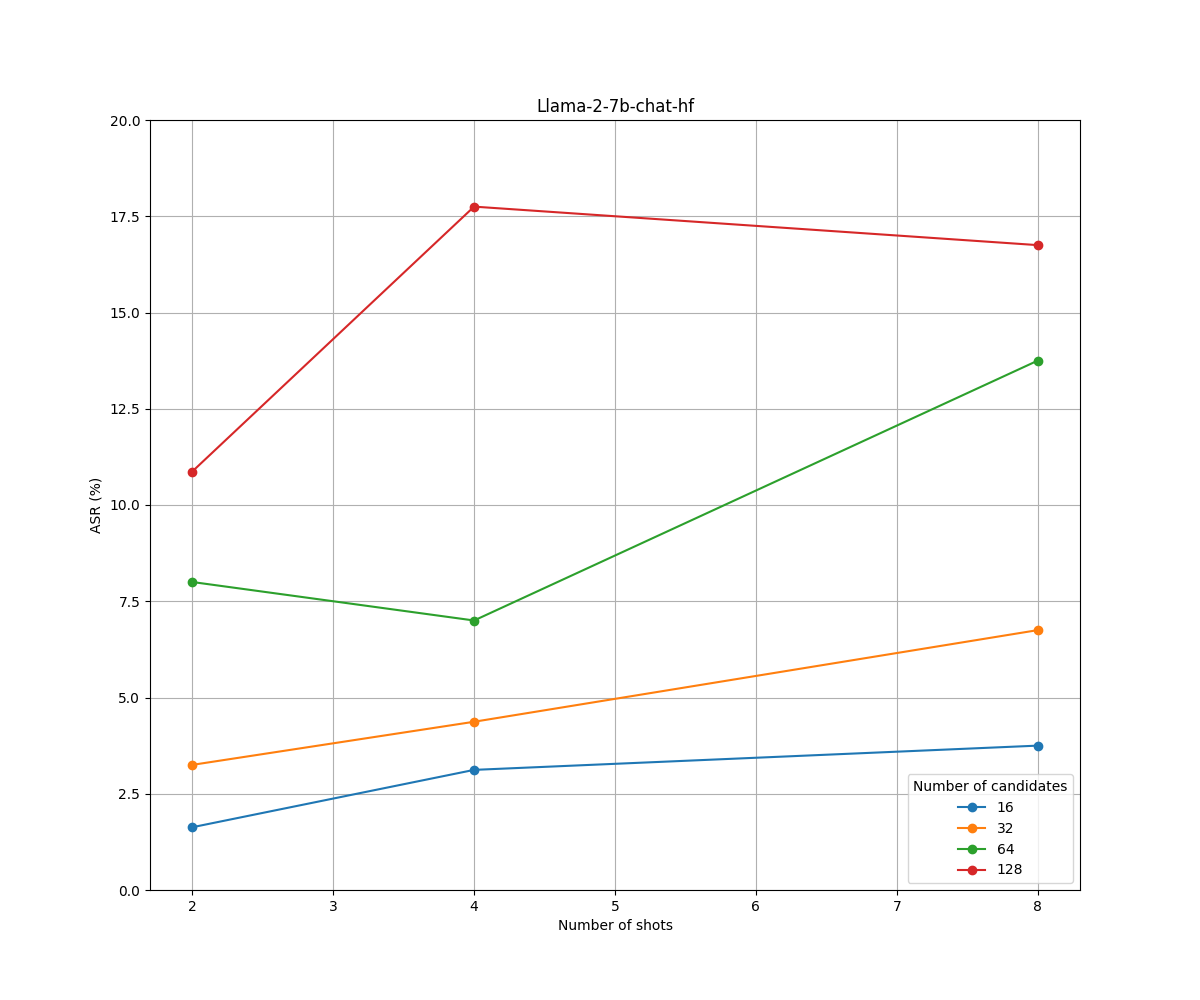 Llama-2-7b-chat-hf
20.0
17.5
15.0
12.5
10.0
7.5
5.0
2.5
0.0
ASR (%)
2 3 4 5 6 7 8
Number of shots
Number of candidates
16
32
64
128